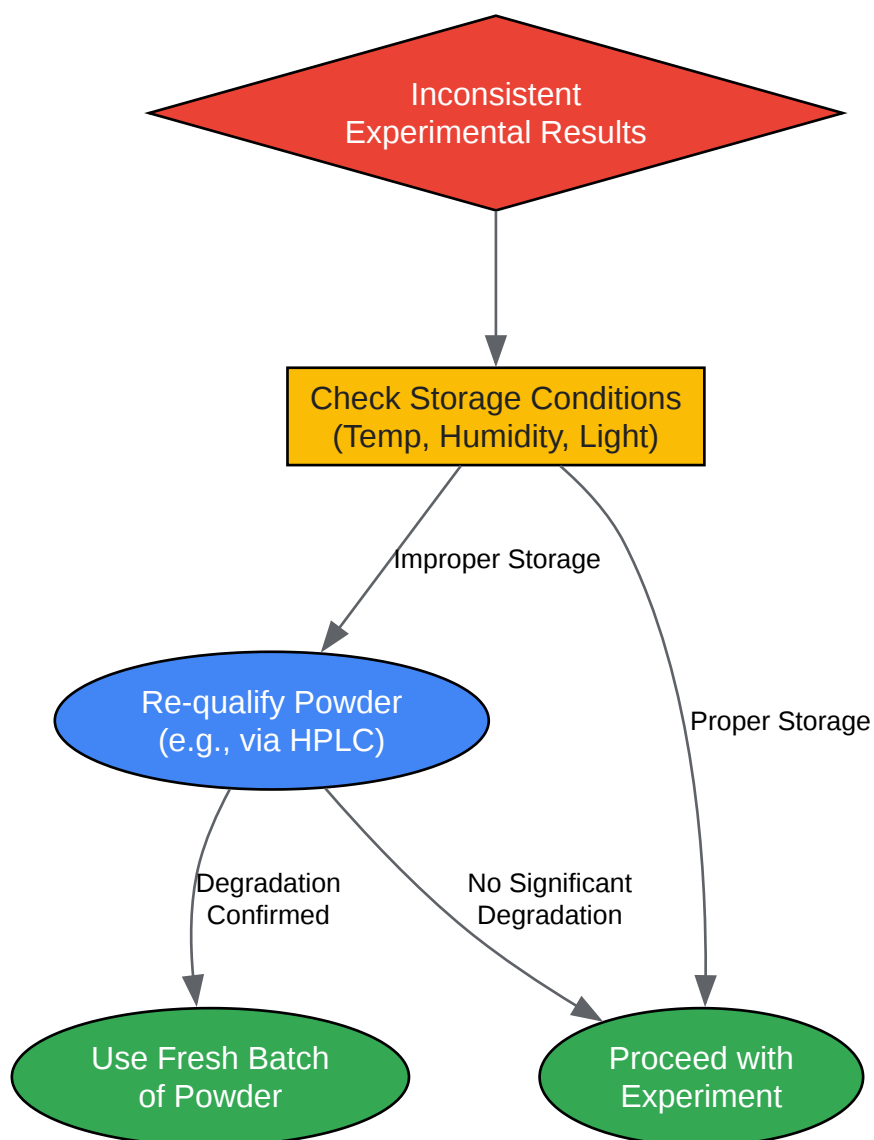 Inconsistent
Experimental Results
Check Storage Conditions
(Temp, Humidity, Light)
Improper Storage
Re-qualify Powder
(e.g., via HPLC)
Proper Storage
Degradation
Confirmed
No Significant
Degradation
Use Fresh Batch
of Powder
Proceed with
Experiment